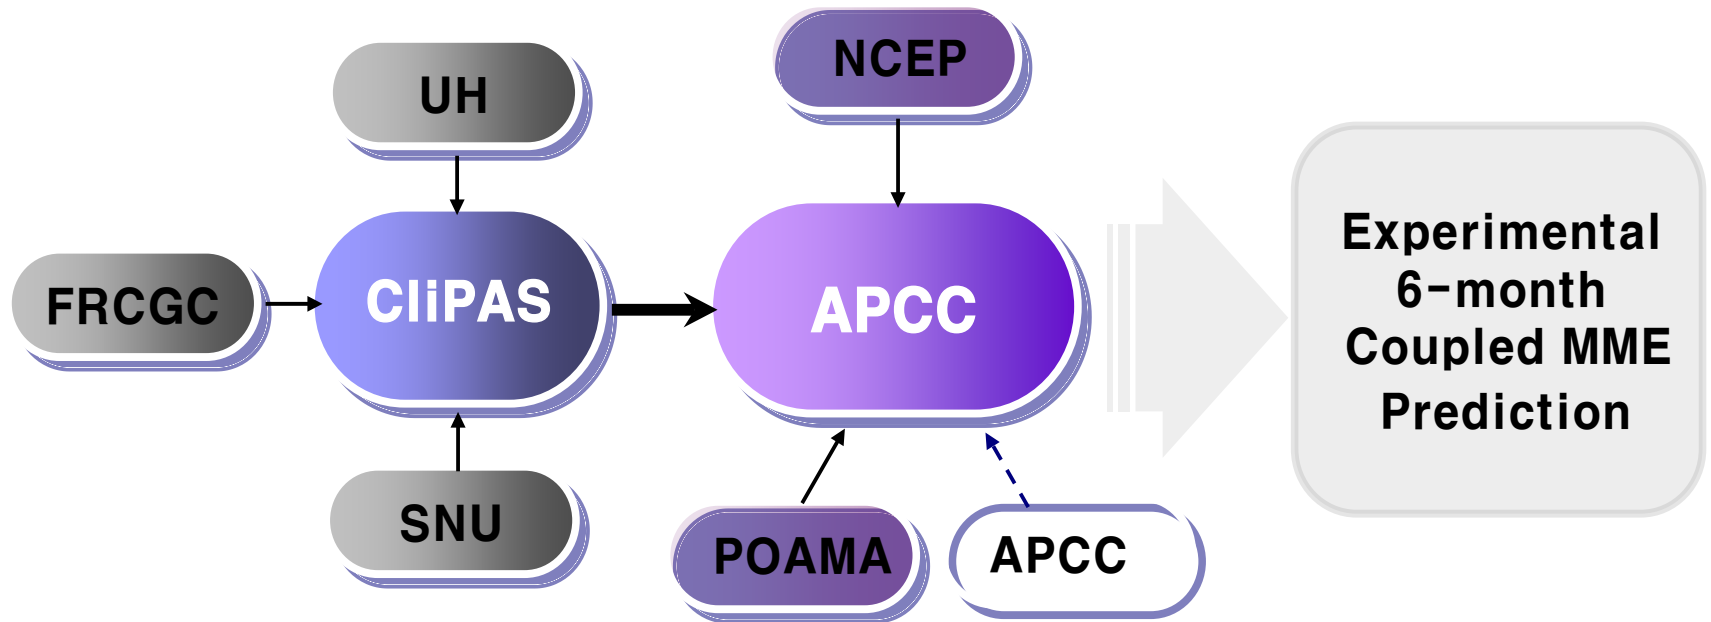 NCEP
UH
FRCGC
CliPAS
APCC
SNU
POAMA
APCC
Experimental
6-month
Coupled MME
Prediction